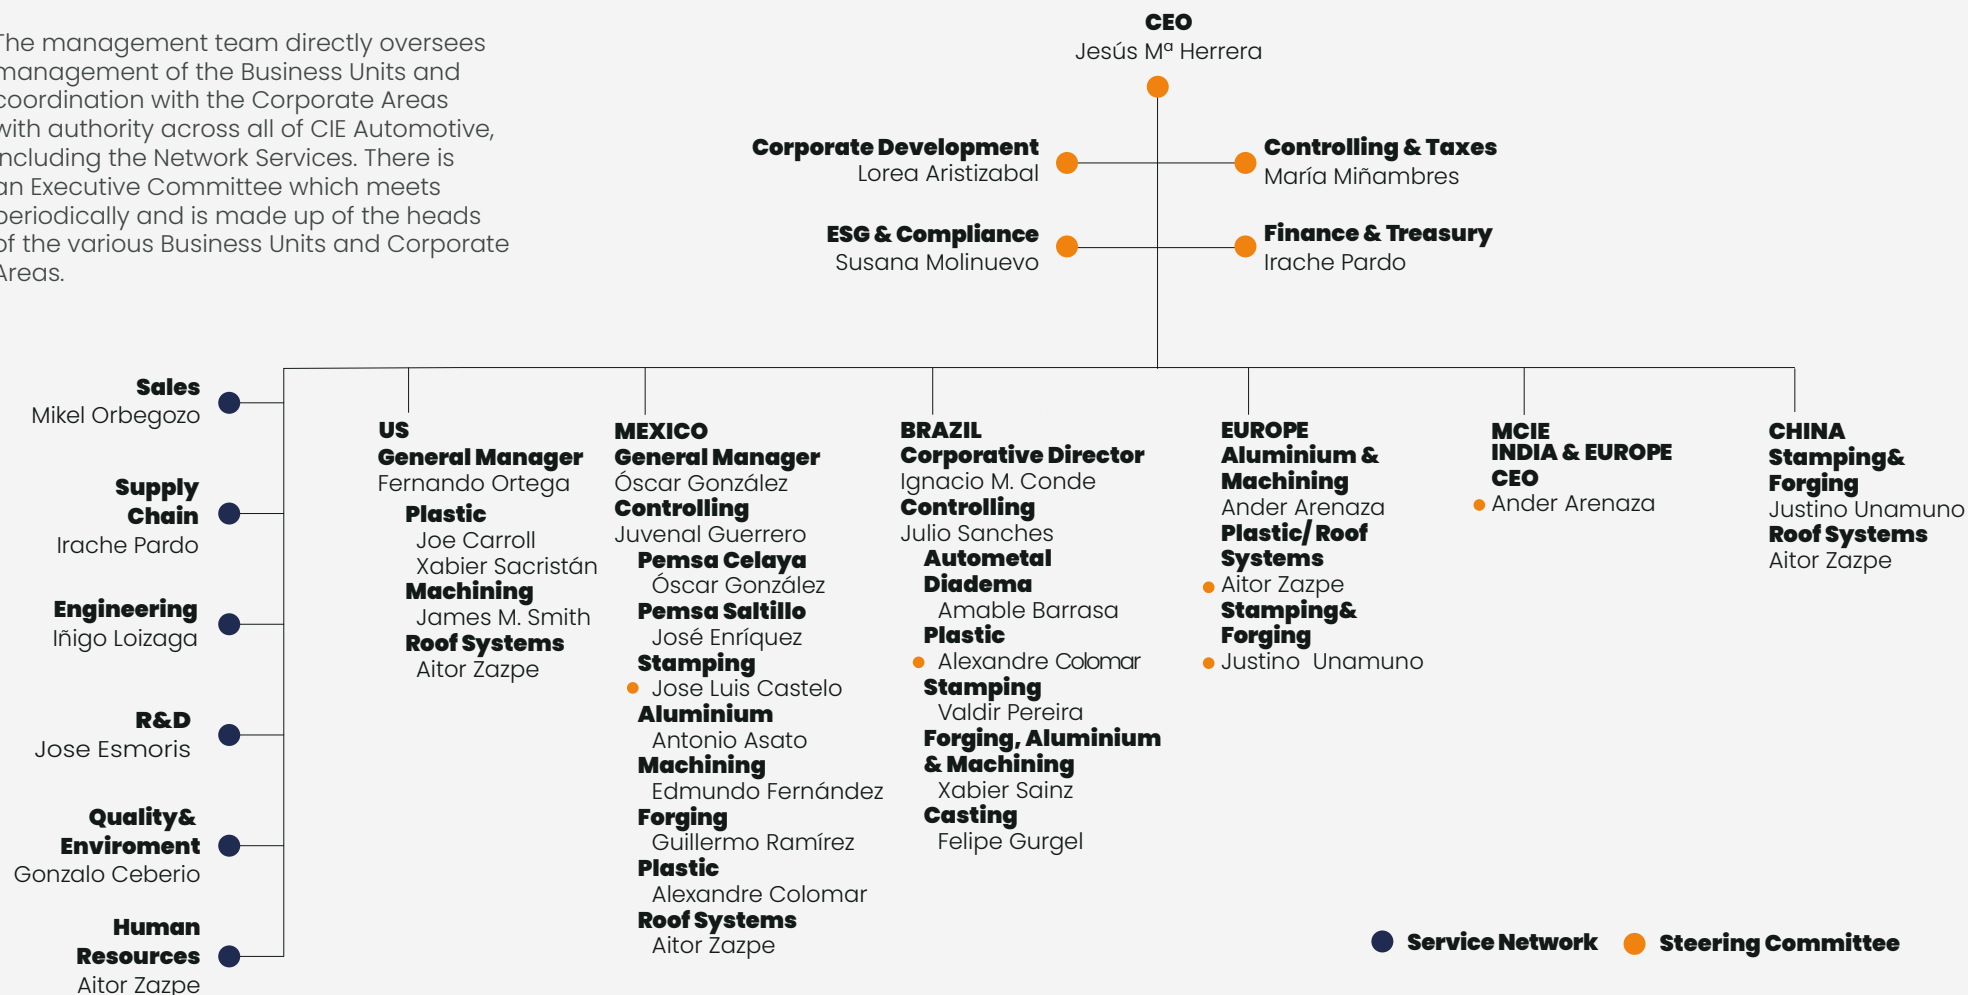 The management team directly oversees
management of the Business Units and
coordination with the Corporate Areas
with authority across all of CIE Automotive,
including the Network Services. There is
an Executive Committee which meets
periodically and is made up of the heads
of the various Business Units and Corporate
Areas.
CEO
Jesús Mª Herrera
Corporate Development
Lorea Aristizabal
Controlling & Taxes
María Miñambres
ESG & Compliance
Susana Molinuevo
Finance & Treasury
Irache Pardo
Sales
Mikel Orbegozo
Supply
Chain
Irache Pardo
Engineering
Iñigo Loizaga
R&D
Jose Esmoris
Quality&
Enviroment
Gonzalo Ceberio
Human
Resources
Aitor Zazpe
US
General Manager
Fernando Ortega
Plastic
Joe Carroll
Xabier Sacristán
Machining
James M. Smith
Roof Systems
Aitor Zazpe
MEXICO
General Manager
Óscar González
Controlling
Juvenal Guerrero
Pemsa Celaya
Óscar González
Pemsa Saltillo
José Enríquez
Stamping
Jose Luis Castelo
Aluminium
Antonio Asato
Machining
Edmundo Fernández
Forging
Guillermo Ramírez
Plastic
Alexandre Colomar
Roof Systems
Aitor Zazpe
BRAZIL
Corporative Director
Ignacio M. Conde
Controlling
Julio Sanches
Autometal
Diadema
Amable Barrasa
Plastic
Alexandre Colomar
Stamping
Valdir Pereira
Forging, Aluminium
& Machining
Xabier Sainz
Casting
Felipe Gurgel
EUROPE
Aluminium &
Machining
Ander Arenaza
Plastic/ Roof
Systems
Aitor Zazpe
Stamping&
Forging
Justino Unamuno
MCIE
INDIA & EUROPE
CEO
Ander Arenaza
CHINA
Stamping&
Forging
Justino Unamuno
Roof Systems
Aitor Zazpe
Service Network
Steering Committee